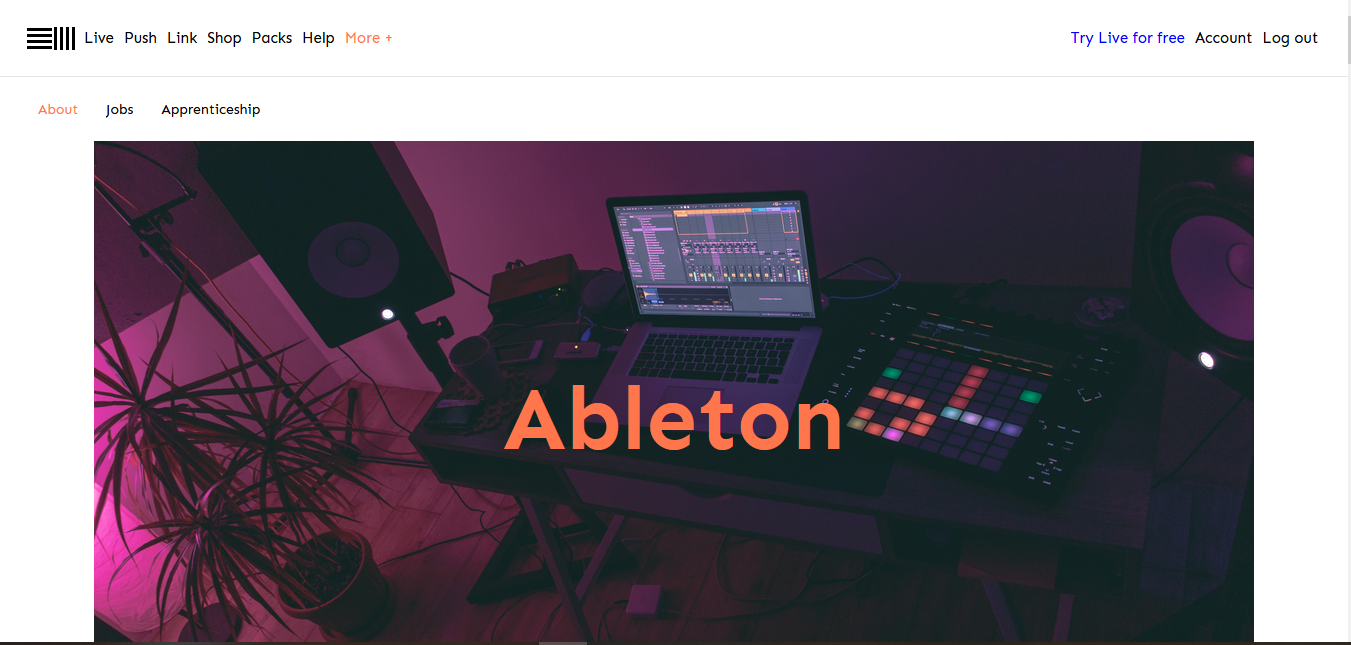 Live Push Link Shop Packs Help More + Try Live for free Account Log out
About Jobs Apprenticeship
Ableton